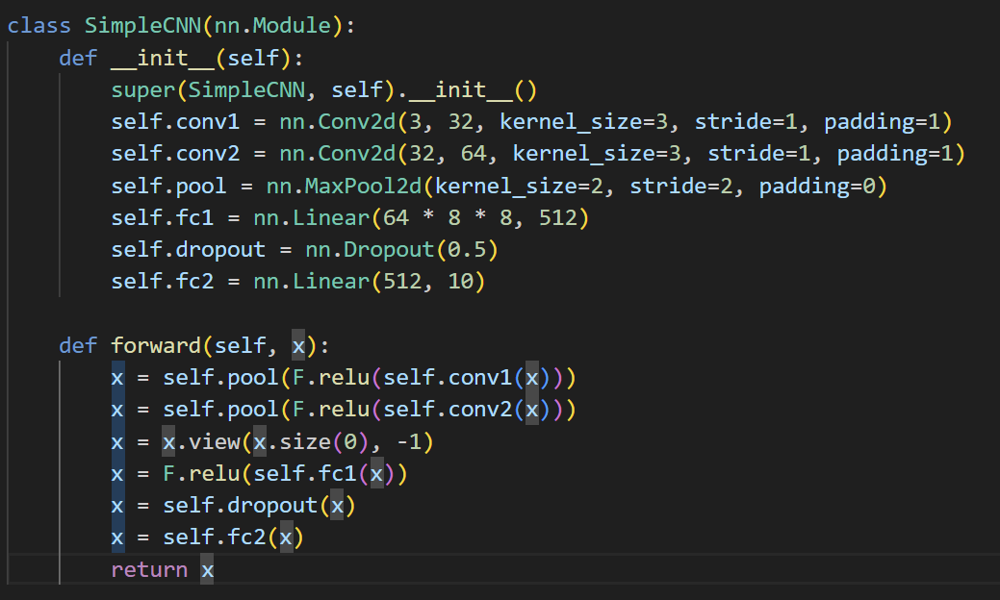 class SimpleCNN(nn.Module):
    def __init__(self):
        super(SimpleCNN, self).__init__()
        self.conv1 = nn.Conv2d(3, 32, kernel_size=3, stride=1, padding=1)
        self.conv2 = nn.Conv2d(32, 64, kernel_size=3, stride=1, padding=1)
        self.pool = nn.MaxPool2d(kernel_size=2, stride=2, padding=0)
        self.fc1 = nn.Linear(64 * 8 * 8, 512)
        self.dropout = nn.Dropout(0.5)
        self.fc2 = nn.Linear(512, 10)

    def forward(self, x):
        x = self.pool(F.relu(self.conv1(x)))
        x = self.pool(F.relu(self.conv2(x)))
        x = x.view(x.size(0), -1)
        x = F.relu(self.fc1(x))
        x = self.dropout(x)
        x = self.fc2(x)
        return x